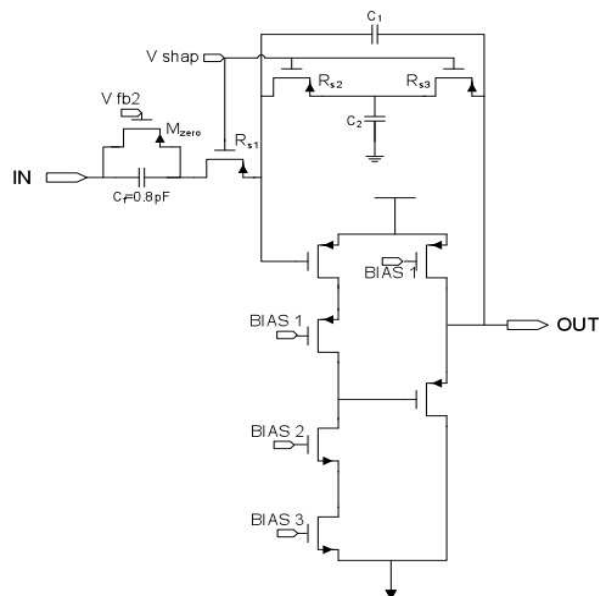 C₁
V shap
Rs2
Rs3
V fb2
Mzero
C₂
Rs1
IN
Cf=0.8pF
BIAS 1
BIAS 1
OUT
BIAS 2
BIAS 3